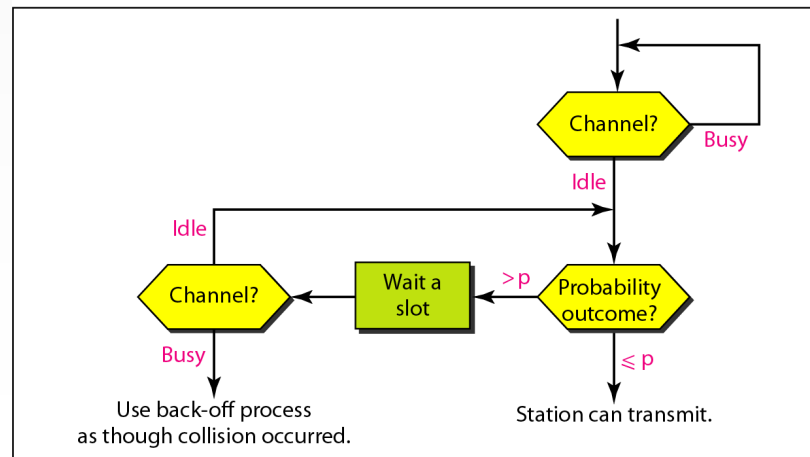 Channel?
Busy
Idle
Idle
Channel?
Wait a
slot
> p
Probability
outcome?
Busy
≤ p
Use back-off process
as though collision occurred.
Station can transmit.